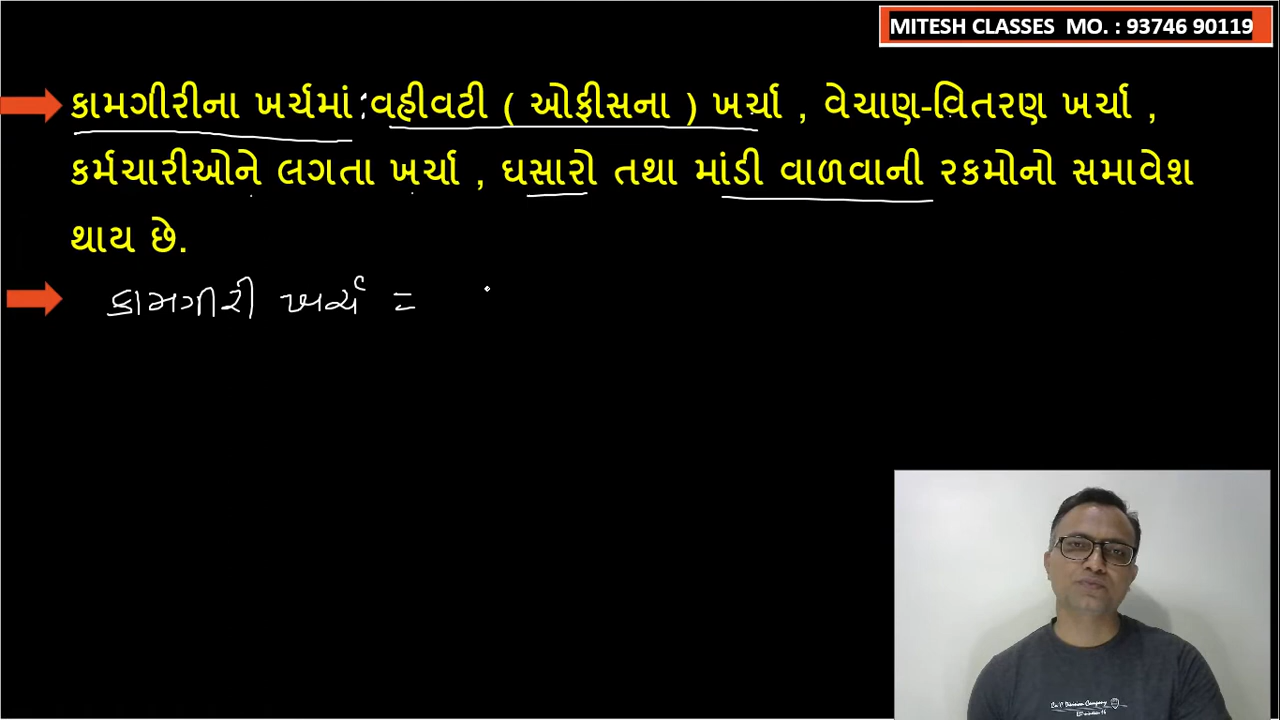 MITESH CLASSES MO. : 93746 90119
કામગીરીના ખર્ચમાં : વહીવટી ( ઓફીસના ) ખર્ચા , વેચાણ-વિતરણ ખર્ચા ,
કર્મચારીઓને લગતા ખર્ચા , ઘસારો તથા માંડી વાળવાની રકમોનો સમાવેશ
થાય છે.
કામગીરી ખર્ચ =